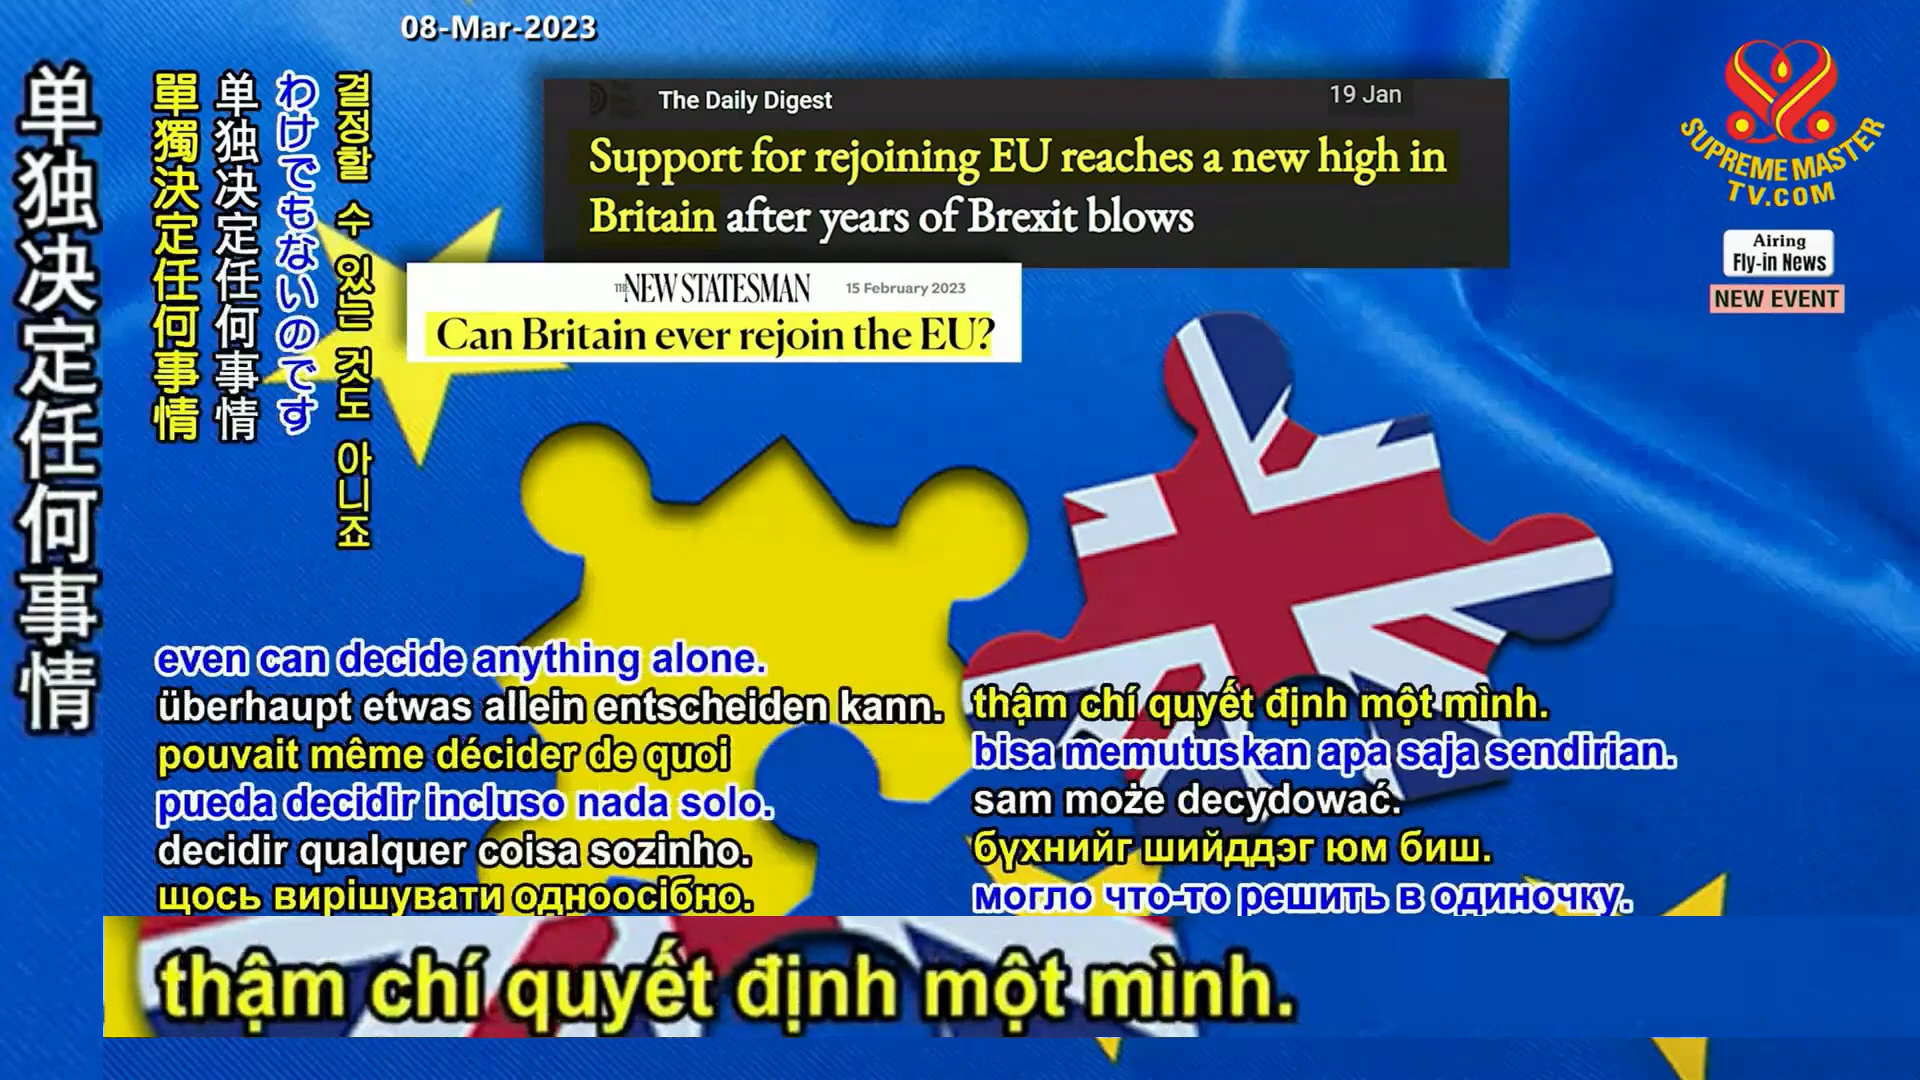 08-Mar-2023
The Daily Digest
19 Jan
Support for rejoining EU reaches a new high in
Britain after years of Brexit blows
THE NEW STATESMAN
15 February 2023
Can Britain ever rejoin the EU?
SUPREME MASTER
TV.COM
Airing
Fly-in News
NEW EVENT
单独决定任何事情
單獨決定任何事情
单独决定任何事情
わけでもないのです
결정할 수 있는 것도 아니죠
even can decide anything alone.
überhaupt etwas allein entscheiden kann.
pouvait même décider de quoi
pueda decidir incluso nada solo.
decidir qualquer coisa sozinho.
щось вирішувати одноосібно.
thậm chí quyết định một mình.
bisa memutuskan apa saja sendirian.
sam może decydować.
бүхнийг шийддэг юм биш.
могло что-то решить в одиночку.
thậm chí quyết định một mình.